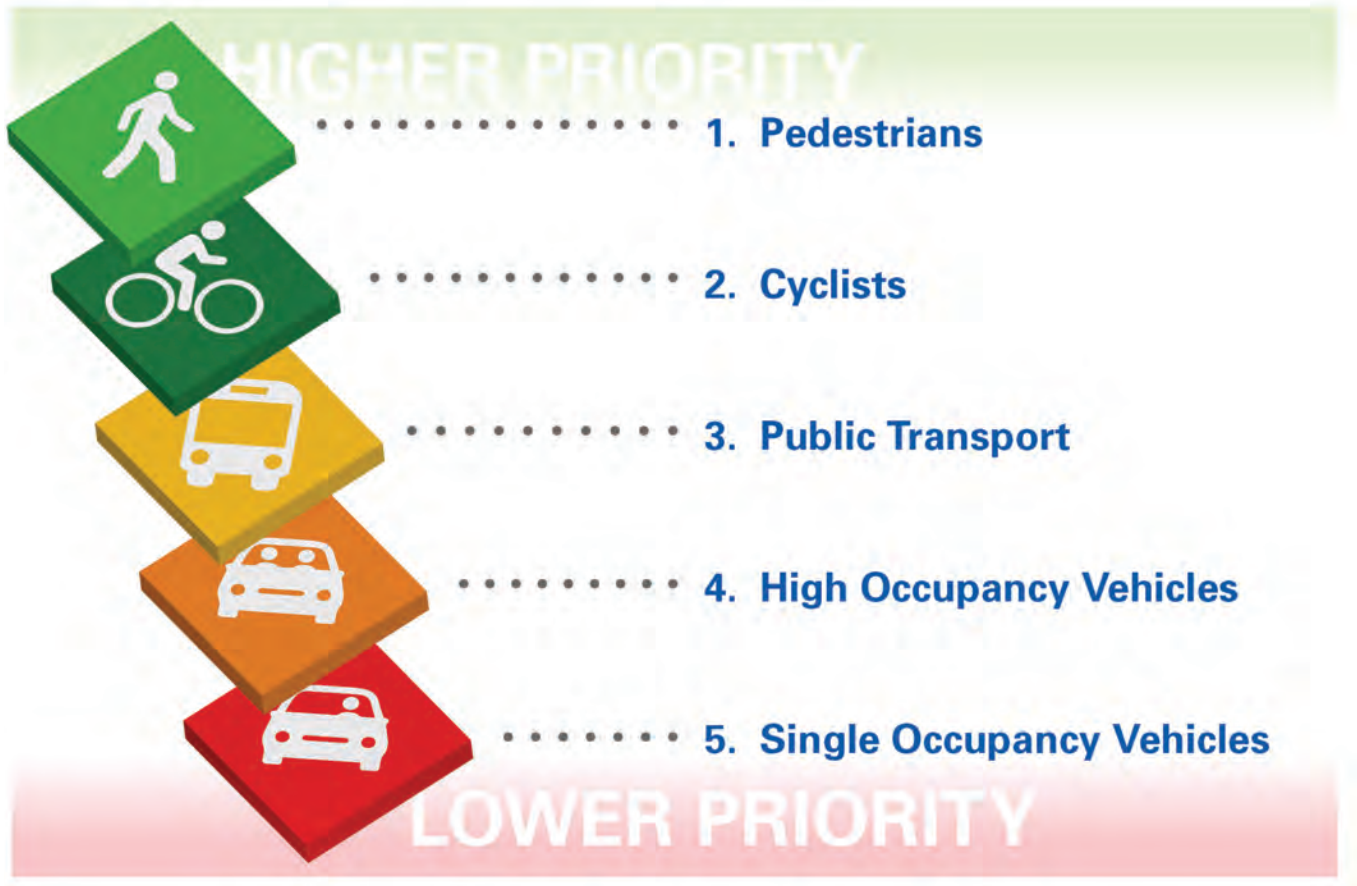 HIGHER PRIORITY
1. Pedestrians
2. Cyclists
3. Public Transport
4. High Occupancy Vehicles
5. Single Occupancy Vehicles
LOWER PRIORITY